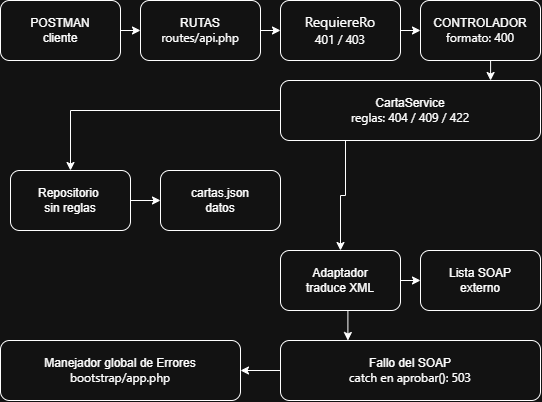 POSTMAN
cliente
RUTAS
routes/api.php
RequiereRo
401 / 403
CONTROLADOR
formato: 400
CartaService
reglas: 404 / 409 / 422
Repositorio
sin reglas
cartas.json
datos
Adaptador
traduce XML
Lista SOAP
externo
Manejador global de Errores
bootstrap/app.php
Fallo del SOAP
catch en aprobar(): 503